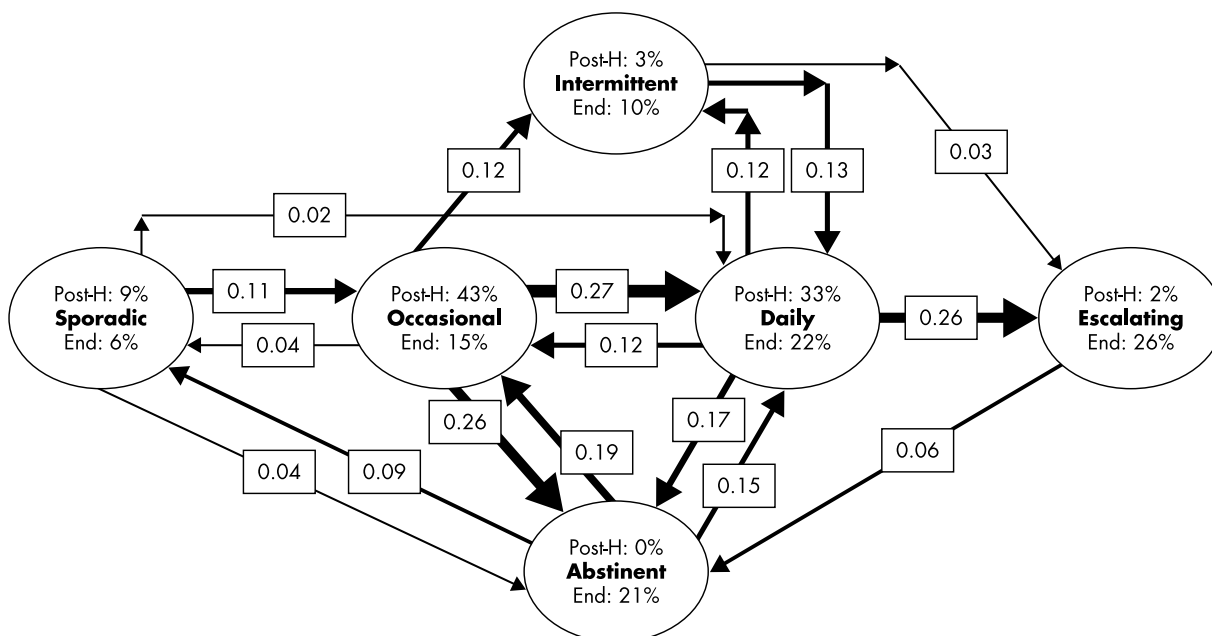 Post-H: 3%
Intermittent
End: 10%
0.03
0.12
0.12
0.13
0.02
Post-H: 9%
Sporadic
End: 6%
0.11
Post-H: 43%
Occasional
End: 15%
0.27
Post-H: 33%
Daily
End: 22%
0.26
Post-H: 2%
Escalating
End: 26%
0.04
0.12
0.26
0.17
0.19
0.06
0.04
0.09
0.15
Post-H: 0%
Abstinent
End: 21%